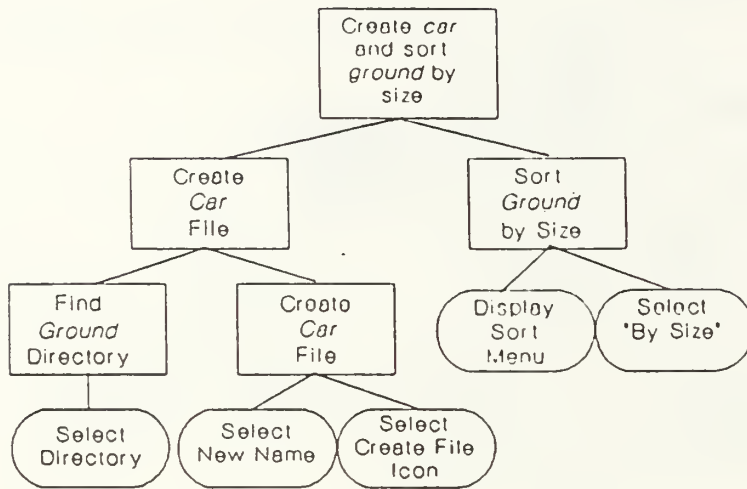 Create car
and sort
ground by
size
Create
Car
File
Sort
Ground
by Size
Find
Ground
Directory
Create
Car
File
Display
Sort
Menu
Select
"By Size"
Select
Directory
Select
New Name
Select
Create File
Icon